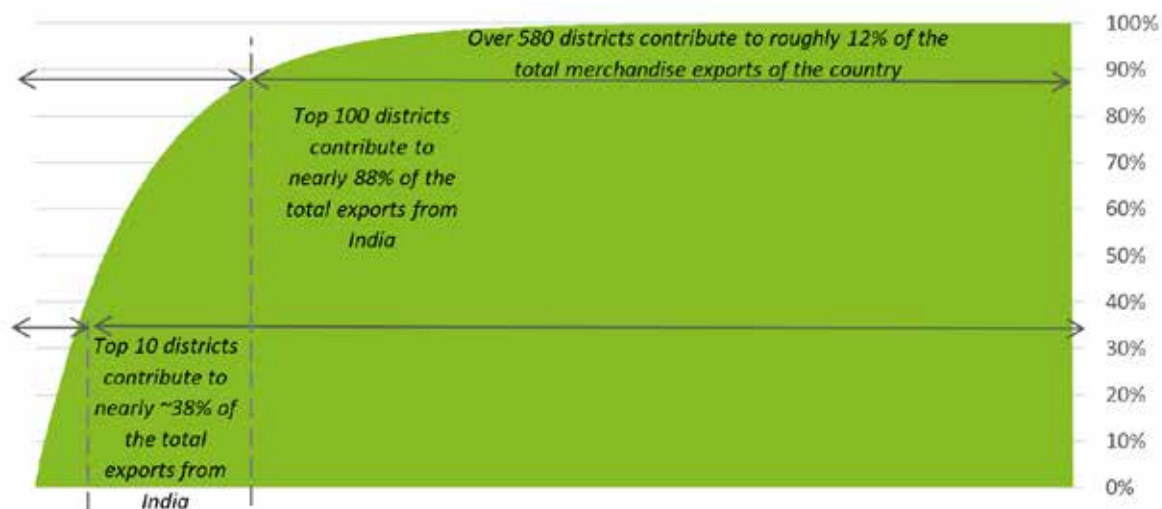 Over 580 districts contribute to roughly 12% of the
total merchandise exports of the country
Top 100 districts
contribute to
nearly 88% of the
total exports from
India
Top 10 districts
contribute to
nearly ~38% of
the total
exports from
India
100%
90%
80%
70%
60%
50%
40%
30%
20%
10%
0%